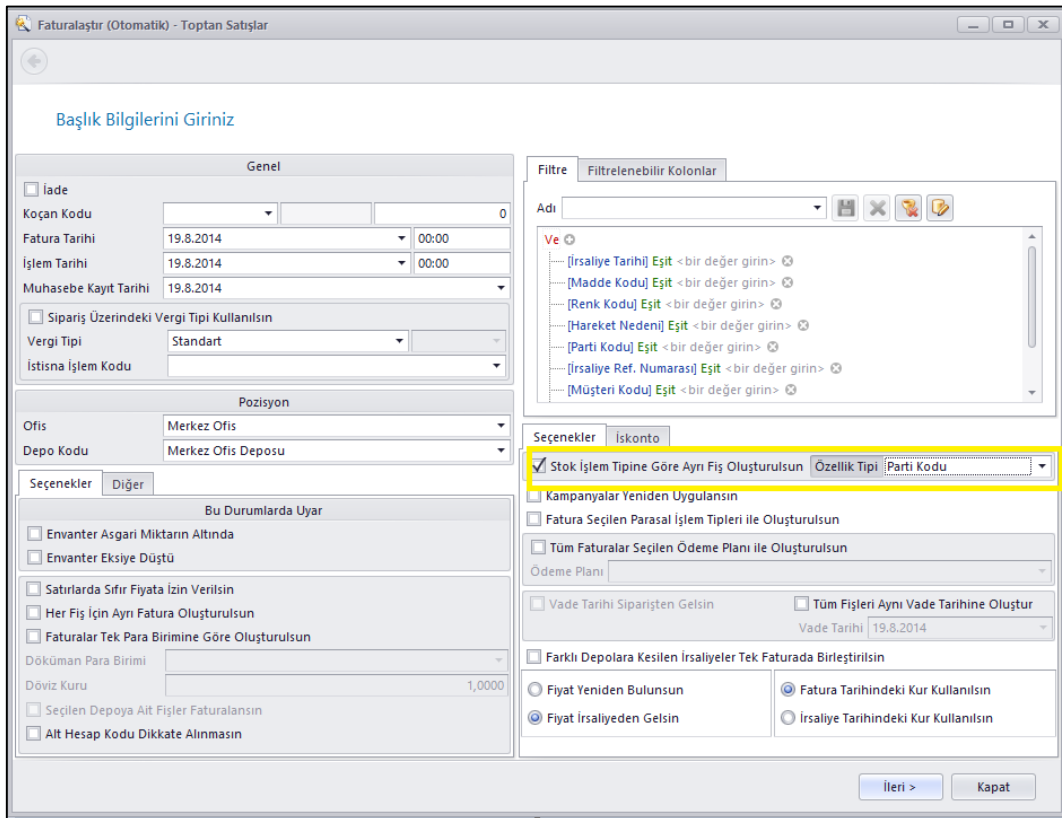 Faturalaştır (Otomatik) - Toptan Satışlar
Başlık Bilgilerini Giriniz
Genel
İade
Koçan Kodu 0
Fatura Tarihi 19.8.2014 00:00
İşlem Tarihi 19.8.2014 00:00
Muhasebe Kayıt Tarihi 19.8.2014
Sipariş Üzerindeki Vergi Tipi Kullanılsın
Vergi Tipi Standart
İstisna İşlem Kodu
Pozisyon
Ofis Merkez Ofis
Depo Kodu Merkez Ofis Deposu
Seçenekler Diğer
Bu Durumlarda Uyar
Envanter Asgari Miktarın Altında
Envanter Eksiye Düştü
Satırlarda Sıfır Fiyata İzin Verilsin
Her Fiş İçin Ayrı Fatura Oluşturulsun
Faturalar Tek Para Birimine Göre Oluşturulsun
Döküman Para Birimi
Döviz Kuru 1,0000
Seçilen Depoya Ait Fişler Faturalansın
Alt Hesap Kodu Dikkate Alınmasın
Filtre Filtrelenebilir Kolonlar
Adı
Ve
[İrsaliye Tarihi] Eşit <bir değer girin>
[Madde Kodu] Eşit <bir değer girin>
[Renk Kodu] Eşit <bir değer girin>
[Hareket Nedeni] Eşit <bir değer girin>
[Parti Kodu] Eşit <bir değer girin>
[İrsaliye Ref. Numarası] Eşit <bir değer girin>
[Müşteri Kodu] Eşit <bir değer girin>
Seçenekler İskonto
Stok İşlem Tipine Göre Ayrı Fiş Oluşturulsun Özellik Tipi Parti Kodu
Kampanyalar Yeniden Uygulansın
Fatura Seçilen Parasal İşlem Tipleri ile Oluşturulsun
Tüm Faturalar Seçilen Ödeme Planı ile Oluşturulsun
Ödeme Planı
Vade Tarihi Siparişten Gelsin Tüm Fişleri Aynı Vade Tarihine Oluştur
Vade Tarihi 19.8.2014
Farklı Depolara Kesilen İrsaliyeler Tek Faturada Birleştirilsin
Fiyat Yeniden Bulunsun Fatura Tarihindeki Kur Kullanılsın
Fiyat İrsaliyeden Gelsin İrsaliye Tarihindeki Kur Kullanılsın
İleri > Kapat